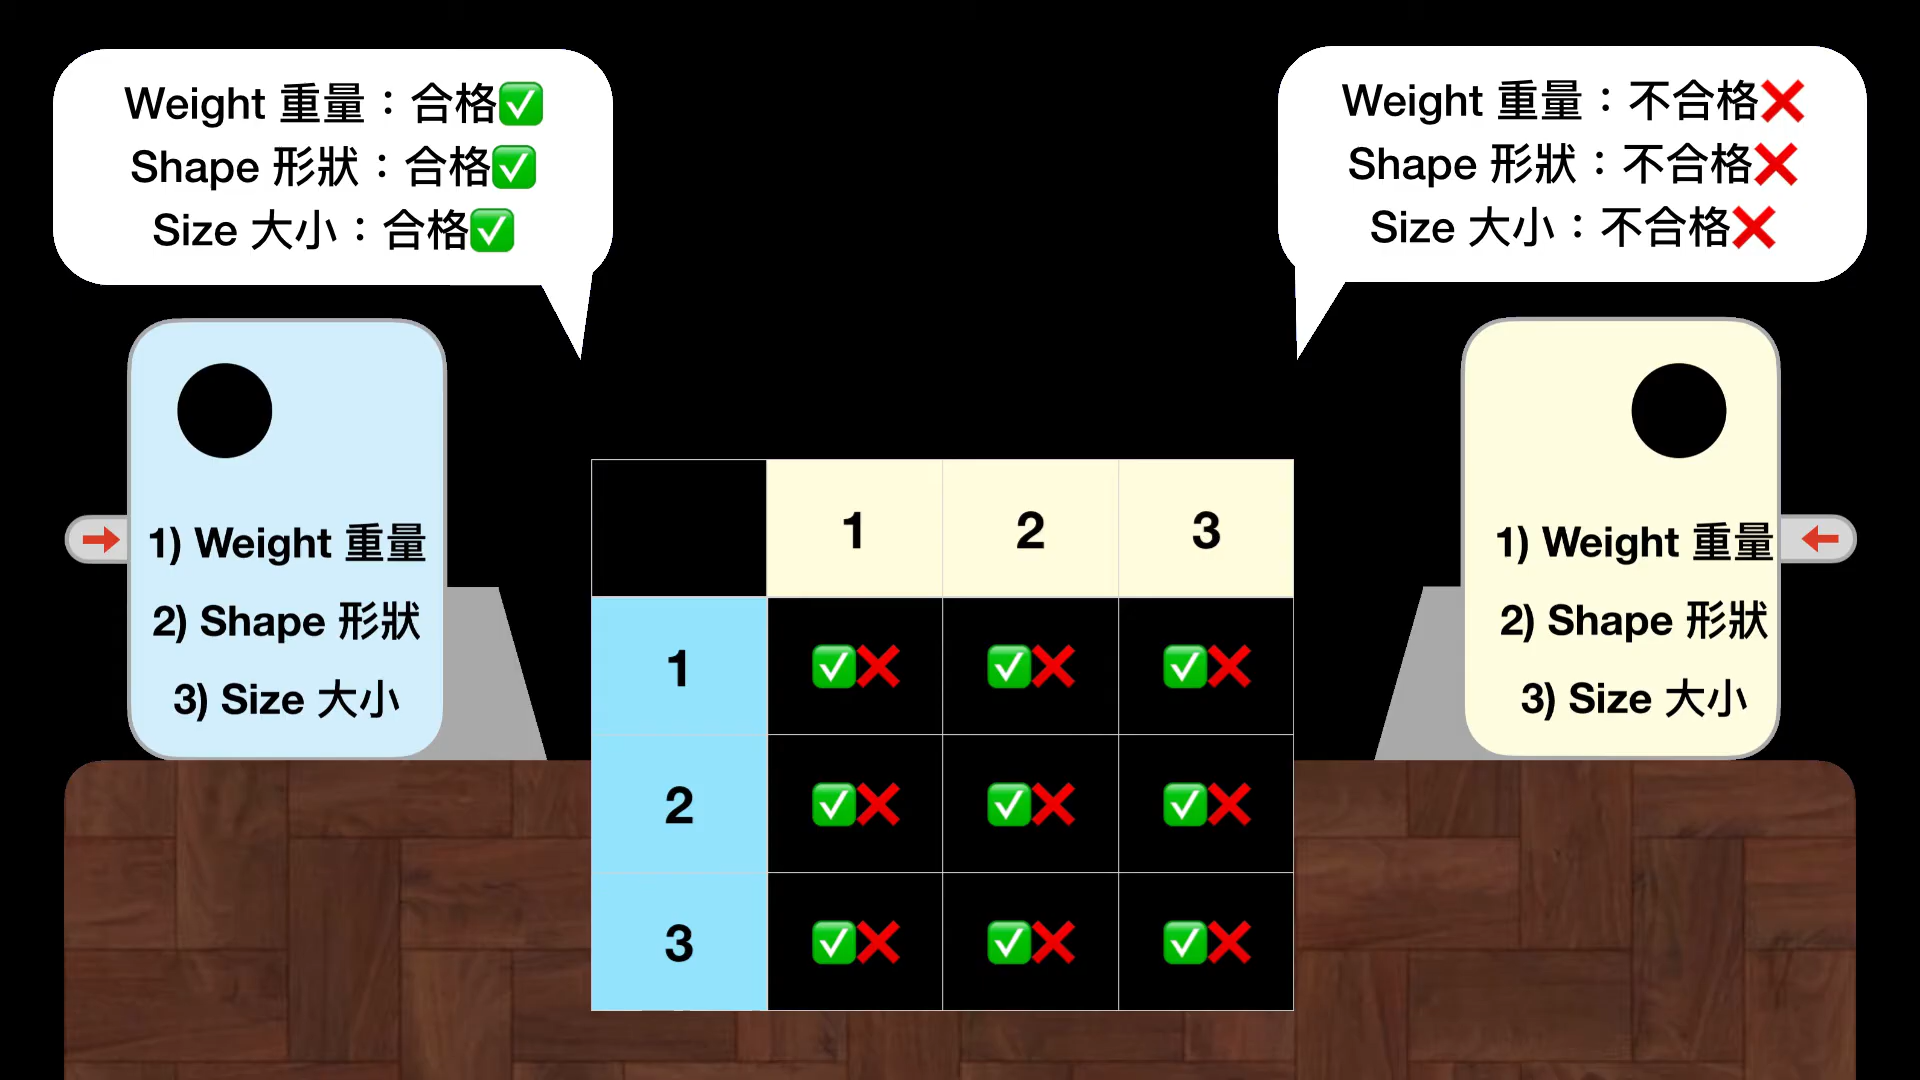 Weight 重量：合格✅
Shape 形狀：合格✅
Size 大小：合格✅
Weight 重量：不合格❌
Shape 形狀：不合格❌
Size 大小：不合格❌
1) Weight 重量
2) Shape 形狀
3) Size 大小
1 2 3
1 ✅❌ ✅❌ ✅❌
2 ✅❌ ✅❌ ✅❌
3 ✅❌ ✅❌ ✅❌
1) Weight 重量
2) Shape 形狀
3) Size 大小